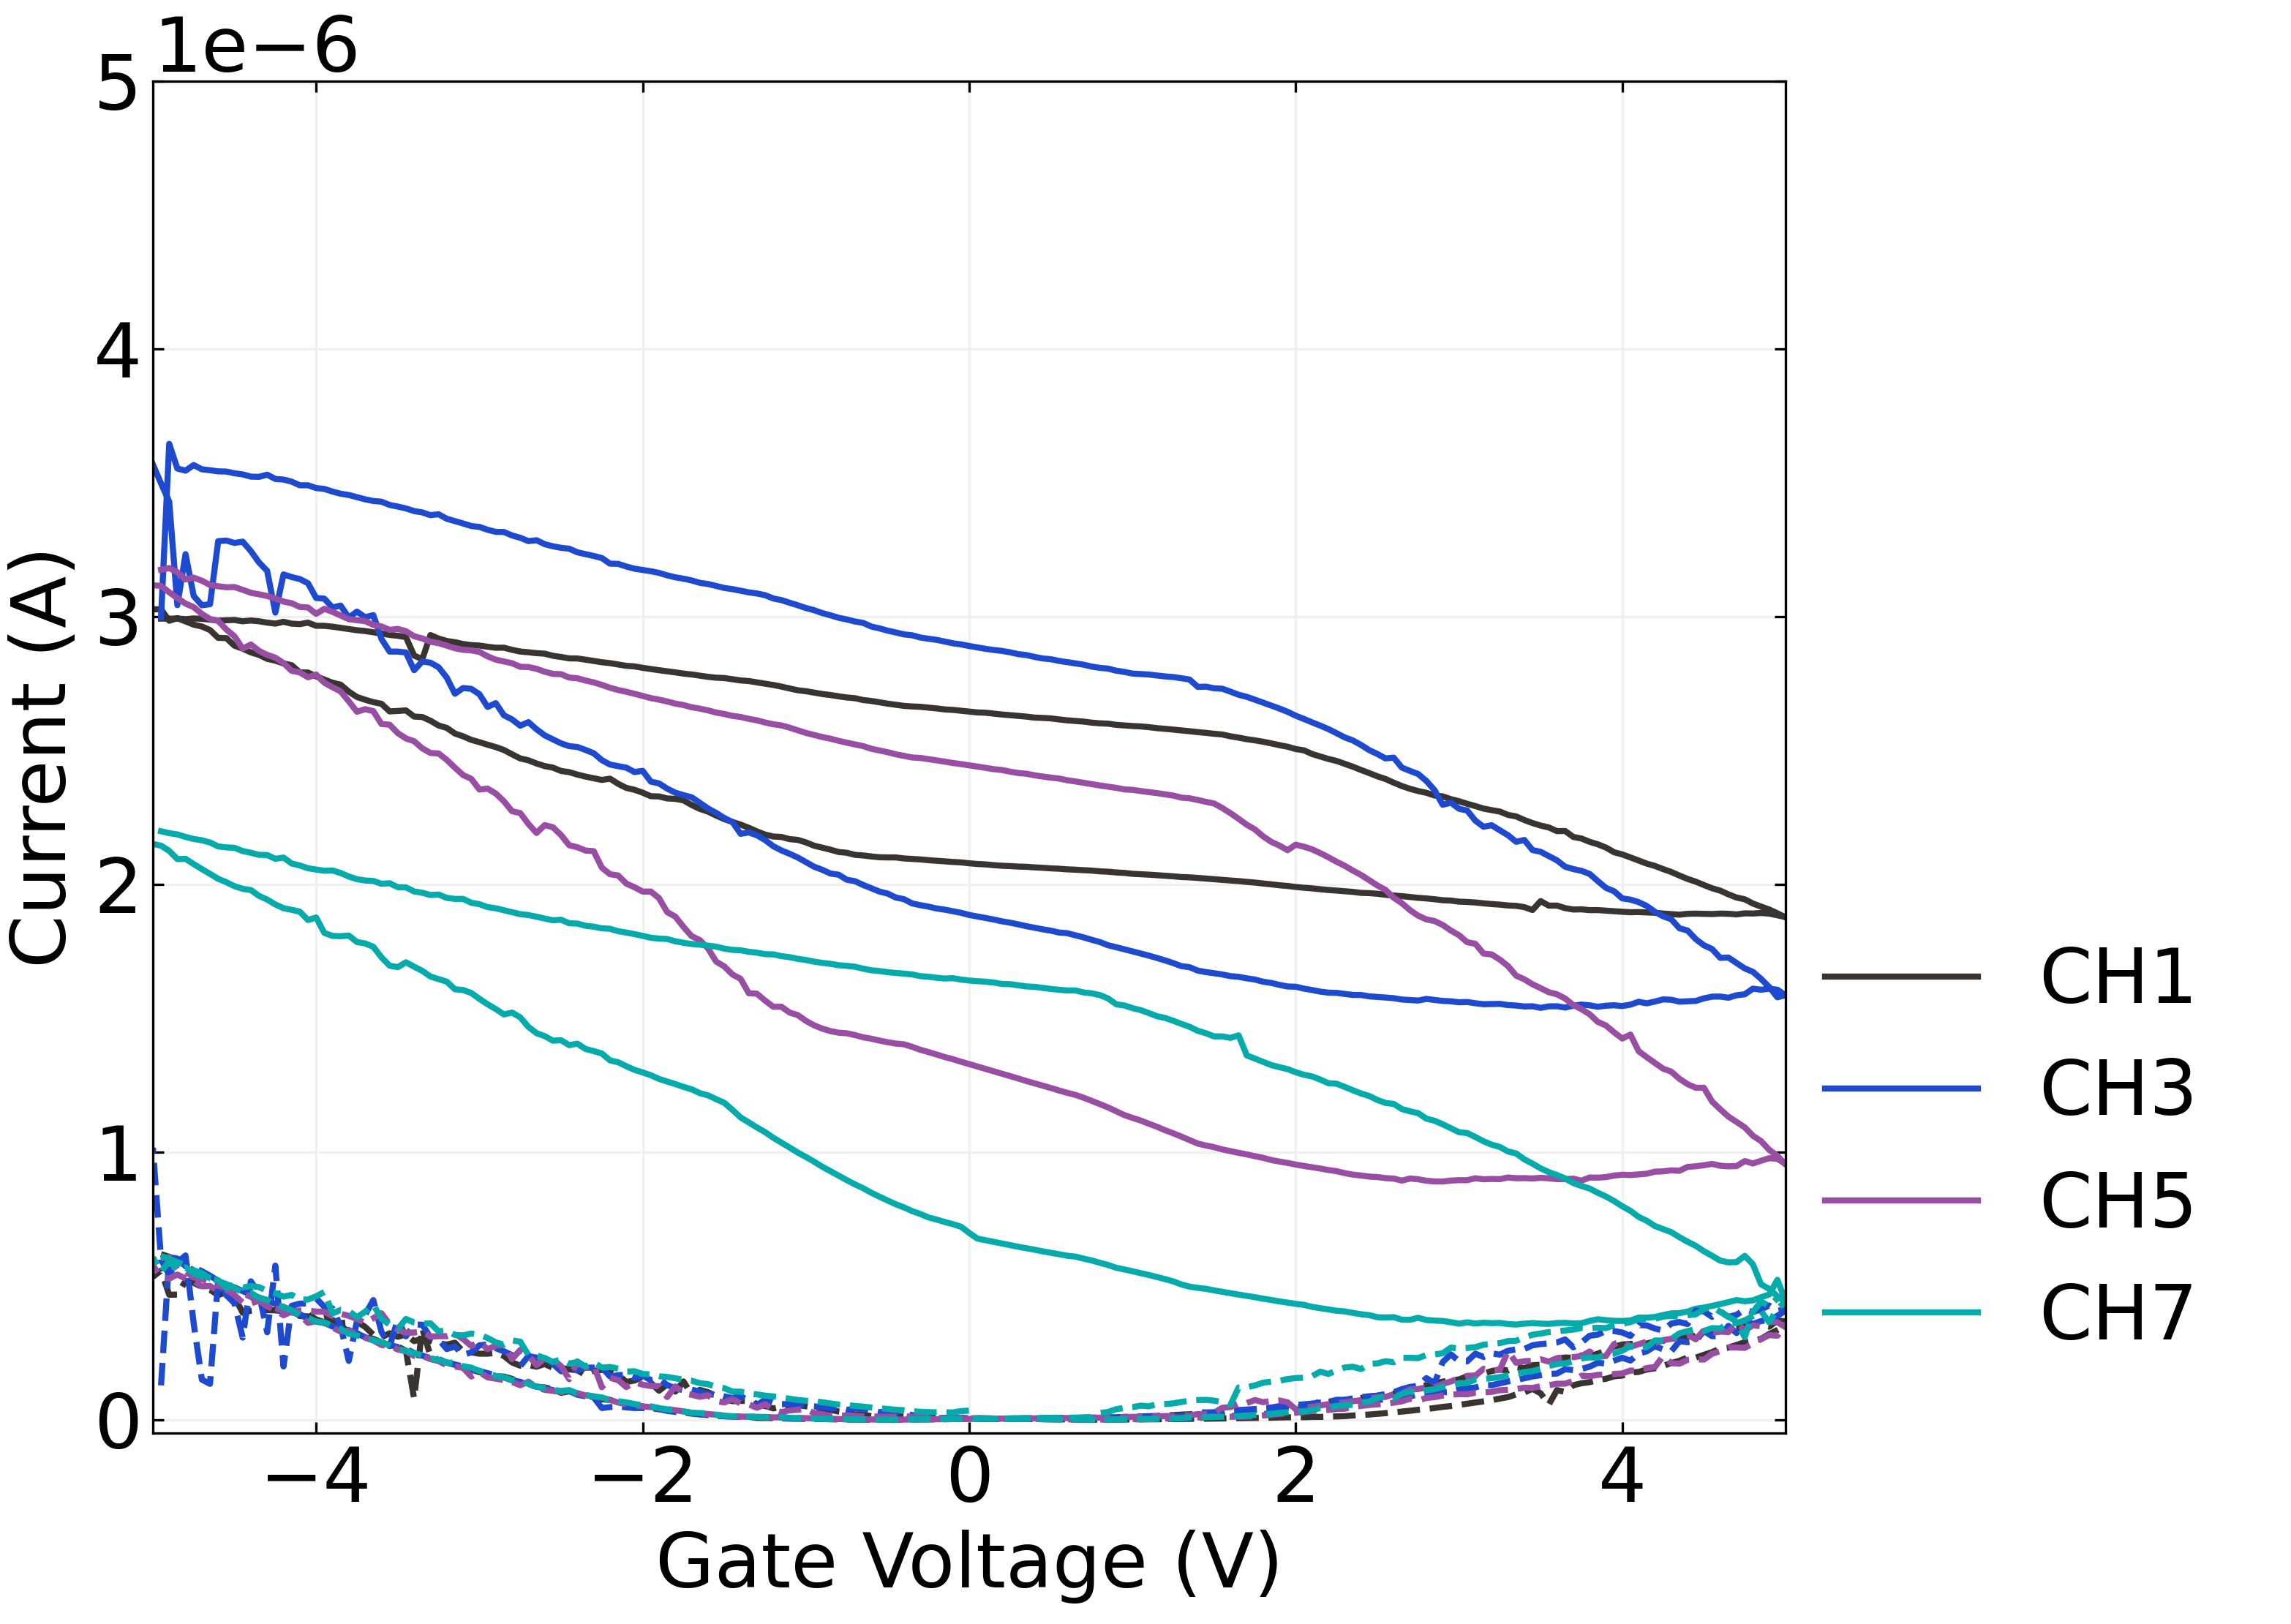 1e−6
5
4
3
2
1
0
Current (A)
−4 −2 0 2 4
Gate Voltage (V)
CH1
CH3
CH5
CH7